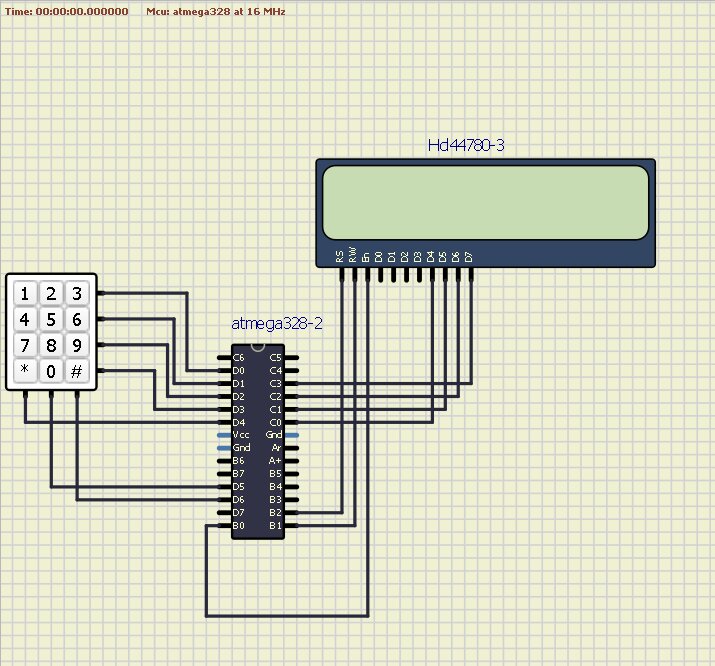 Time: 00:00:00.000000 Mcu: atmega328 at 16 MHz
Hd44780-3
RS RW En D0 D1 D2 D3 D4 D5 D6 D7
1 2 3
4 5 6
7 8 9
* 0 #
atmega328-2
C6 C5
D0 C4
D1 C3
D2 C2
D3 C1
D4 C0
Vcc Gnd
Gnd Ar
B6 A+
B7 B5
D5 B4
D6 B3
D7 B2
B0 B1